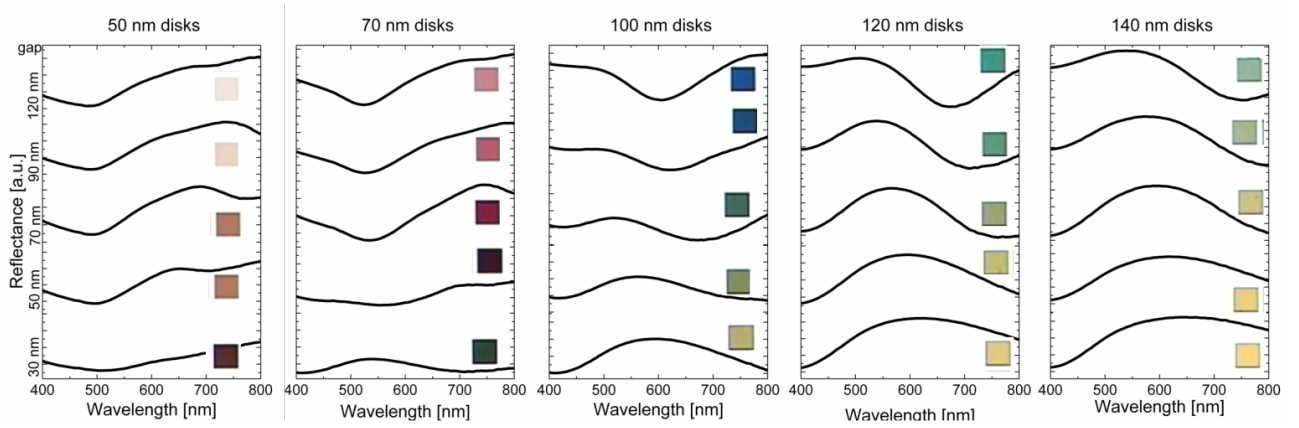 50 nm disks
70 nm disks
100 nm disks
120 nm disks
140 nm disks
gap
Reflectance [a.u.]
120 nm
90 nm
70 nm
50 nm
30 nm
400 500 600 700 800
400 500 600 700 800
400 500 600 700 800
400 500 600 700 800
400 500 600 700 800
Wavelength [nm]
Wavelength [nm]
Wavelength [nm]
Wavelength [nm]
Wavelength [nm]